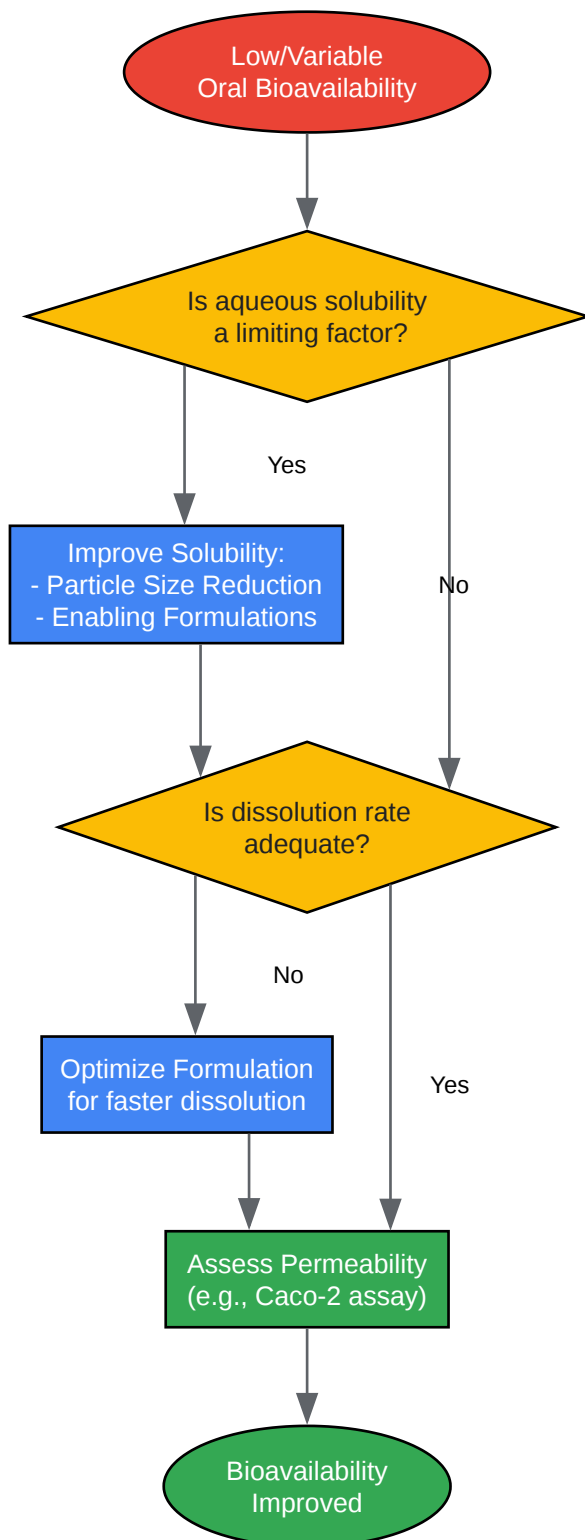 Low/Variable
Oral Bioavailability
Is aqueous solubility
a limiting factor?
Yes
Improve Solubility:
- Particle Size Reduction
- Enabling Formulations
No
Is dissolution rate
adequate?
No
Optimize Formulation
for faster dissolution
Yes
Assess Permeability
(e.g., Caco-2 assay)
Bioavailability
Improved